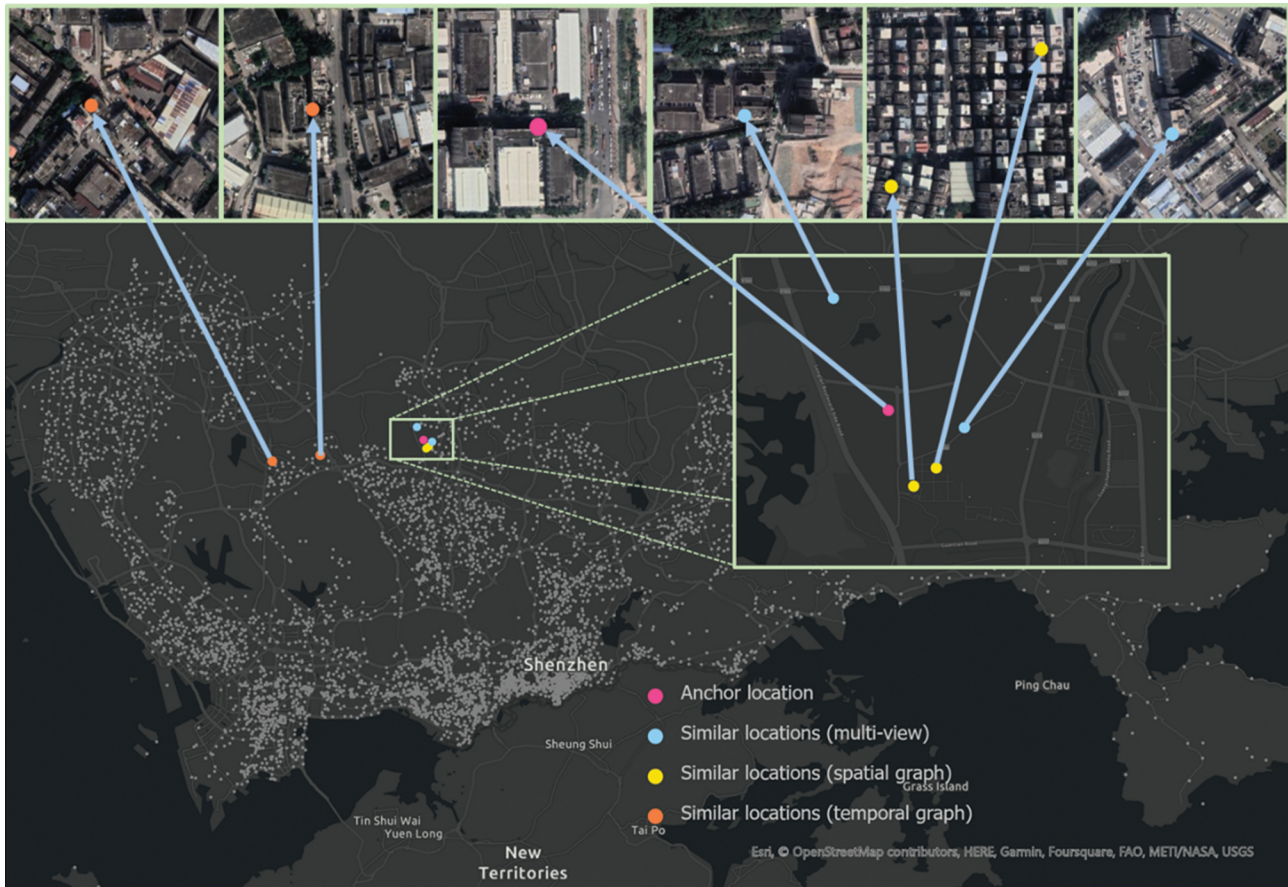 Shenzhen
Anchor location
Ping Chau
Similar locations (multi-view)
Sheung Shui
Similar locations (spatial graph)
Grass Island
Similar locations (temporal graph)
Tin Shui Wai
Yuen Long
Tai Po
New
Territories
Esri, © OpenStreetMap contributors, HERE, Garmin, Foursquare, FAO, METI/NASA, USGS